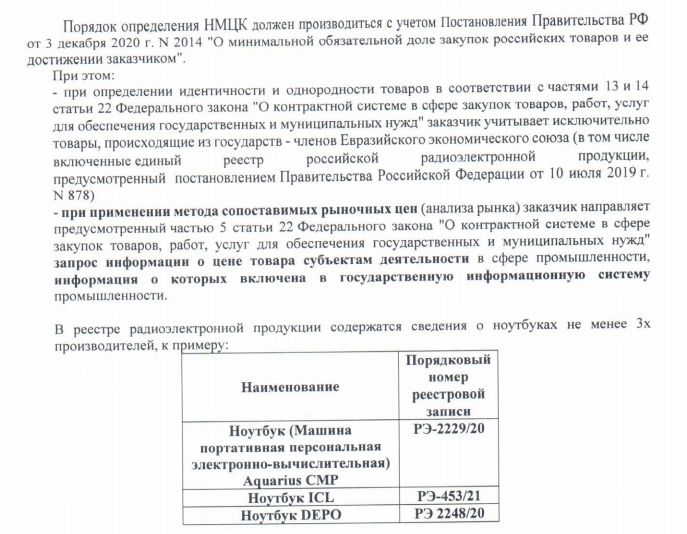 Порядок определения НМЦК должен производиться с учетом Постановления Правительства РФ
от 3 декабря 2020 г. N 2014 "О минимальной обязательной доле закупок российских товаров и ее
достижении заказчиком".
При этом:
- при определении идентичности и однородности товаров в соответствии с частями 13 и 14
статьи 22 Федерального закона "О контрактной системе в сфере закупок товаров, работ, услуг
для обеспечения государственных и муниципальных нужд" заказчик учитывает исключительно
товары, происходящие из государств - членов Евразийского экономического союза (в том числе
включенные единый реестр российской радиоэлектронной продукции,
предусмотренный постановлением Правительства Российской Федерации от 10 июля 2019 г.
N 878)
- при применении метода сопоставимых рыночных цен (анализа рынка) заказчик направляет
предусмотренный частью 5 статьи 22 Федерального закона "О контрактной системе в сфере
закупок товаров, работ, услуг для обеспечения государственных и муниципальных нужд"
запрос информации о цене товара субъектам деятельности в сфере промышленности,
информация о которых включена в государственную информационную систему
промышленности.
В реестре радиоэлектронной продукции содержатся сведения о ноутбуках не менее 3х
производителей, к примеру:
Наименование
Порядковый
номер
реестровой
записи
Ноутбук (Машина
портативная персональная
электронно-вычислительная)
Aquarius CMP
РЭ-2229/20
Ноутбук ICL
РЭ-453/21
Ноутбук DEPO
РЭ 2248/20